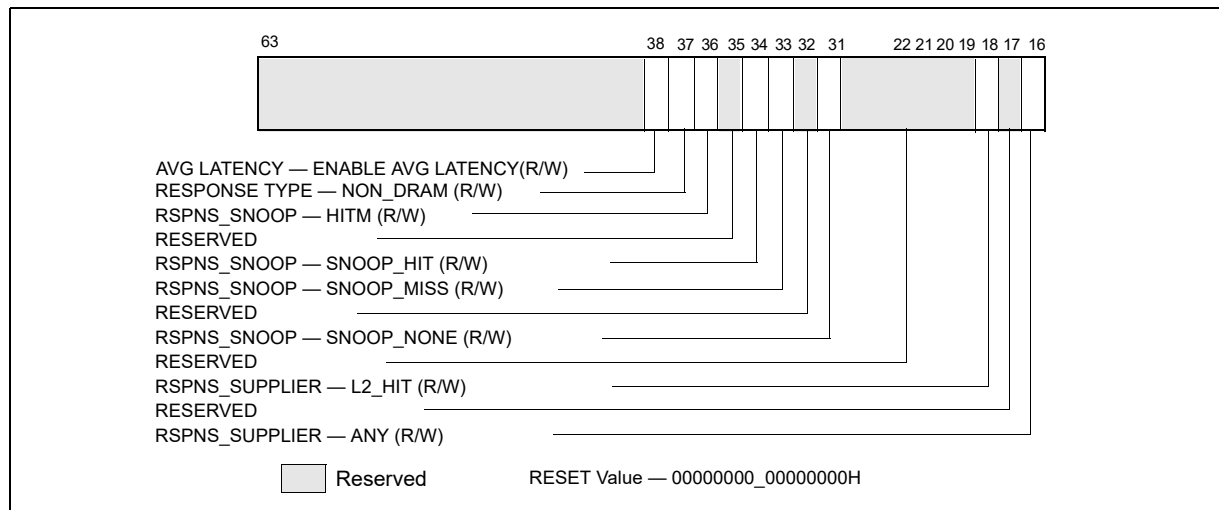 63 38 37 36 35 34 33 32 31 22 21 20 19 18 17 16
AVG LATENCY — ENABLE AVG LATENCY(R/W)
RESPONSE TYPE — NON_DRAM (R/W)
RSPNS_SNOOP — HITM (R/W)
RESERVED
RSPNS_SNOOP — SNOOP_HIT (R/W)
RSPNS_SNOOP — SNOOP_MISS (R/W)
RESERVED
RSPNS_SNOOP — SNOOP_NONE (R/W)
RESERVED
RSPNS_SUPPLIER — L2_HIT (R/W)
RESERVED
RSPNS_SUPPLIER — ANY (R/W)
Reserved RESET Value — 00000000_00000000H